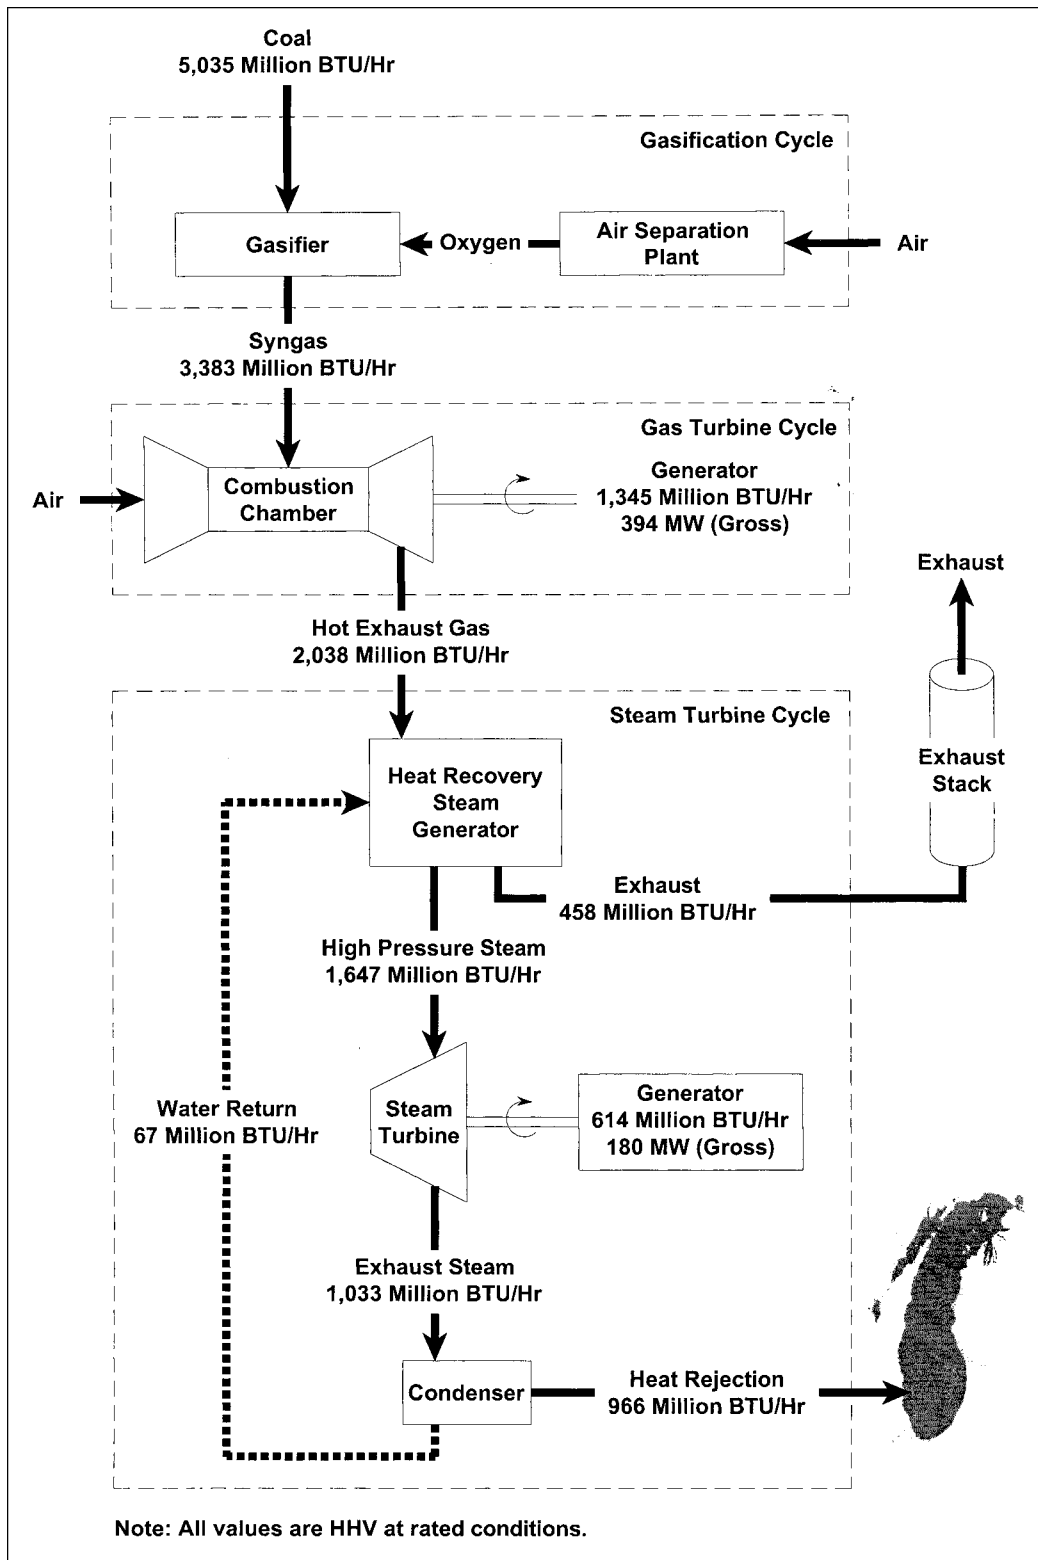 Coal
5,035 Million BTU/Hr
Gasification Cycle
Gasifier
Oxygen
Air Separation
Plant
Air
Syngas
3,383 Million BTU/Hr
Gas Turbine Cycle
Air
Combustion
Chamber
Generator
1,345 Million BTU/Hr
394 MW (Gross)
Exhaust
Hot Exhaust Gas
2,038 Million BTU/Hr
Steam Turbine Cycle
Exhaust
Stack
Heat Recovery
Steam
Generator
Exhaust
458 Million BTU/Hr
High Pressure Steam
1,647 Million BTU/Hr
Water Return
67 Million BTU/Hr
Steam
Turbine
Generator
614 Million BTU/Hr
180 MW (Gross)
Exhaust Steam
1,033 Million BTU/Hr
Condenser
Heat Rejection
966 Million BTU/Hr
Note: All values are HHV at rated conditions.